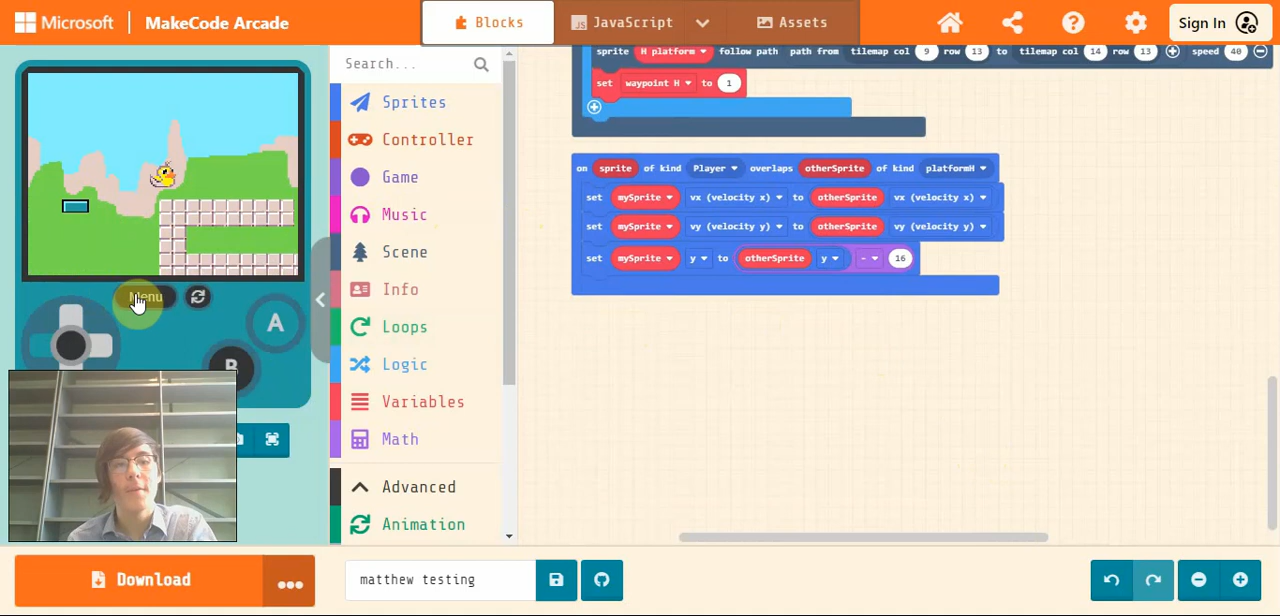 Microsoft MakeCode Arcade Blocks JavaScript Assets Sign In
Search...
Sprites
Controller
Game
Music
Scene
Info
Loops
Logic
Variables
Math
Advanced
Animation
Menu
A
B
sprite H platform follow path path from tilemap col 9 row 13 to tilemap col 14 row 13 speed 40
set waypoint H to 1
on sprite of kind Player overlaps otherSprite of kind platformH
set mySprite vx (velocity x) to otherSprite vx (velocity x)
set mySprite vy (velocity y) to otherSprite vy (velocity y)
set mySprite y to otherSprite y - 16
Download ... matthew testing